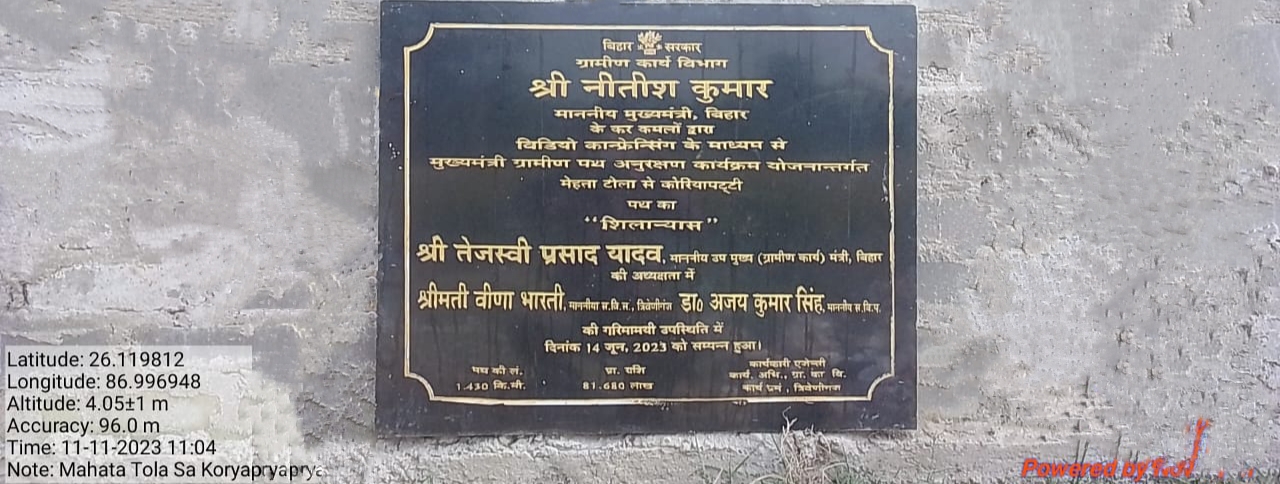 बिहार सरकार
ग्रामीण कार्य विभाग
श्री नीतीश कुमार
माननीय मुख्यमंत्री, बिहार
के कर कमलों द्वारा
विडियो कान्फ्रेन्सिंग के माध्यम से
मुख्यमंत्री ग्रामीण पथ अनुरक्षण कार्यक्रम योजनान्तर्गत
मेहता टोला से कोरियापट्टी
पथ का
"शिलान्यास"
श्री तेजस्वी प्रसाद यादव, माननीय उप मुख्य (ग्रामीण कार्य) मंत्री, बिहार
की अध्यक्षता में
श्रीमती वीणा भारती, माननीया स.वि.स., त्रिवेणीगंज डा० अजय कुमार सिंह, माननीय स.वि.प.
की गरिमामयी उपस्थिति में
दिनांक 14 जून, 2023 को सम्पन्न हुआ।
पथ की लं. प्रा. राशि कार्यकारी एजेन्सी
1.430 कि.मी. 81.680 लाख कार्य. अभि., ग्रा. का वि.
कार्य प्रमं., त्रिवेणीगंज
Latitude: 26.119812
Longitude: 86.996948
Altitude: 4.05±1 m
Accuracy: 96.0 m
Time: 11-11-2023 11:04
Note: Mahata Tola Sa Koryapryapry
Powered by